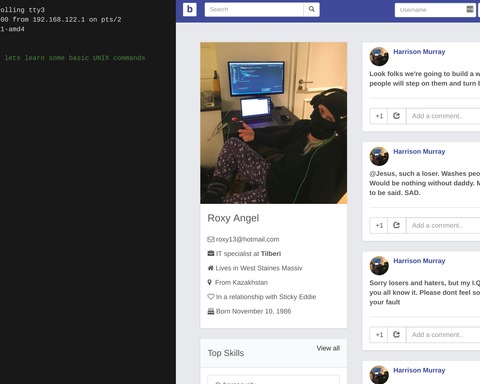 olling tty3
00 from 192.168.122.1 on pts/2
1-amd4
lets learn some basic UNIX commands
b
Search
Username
Roxy Angel
roxy13@hotmail.com
IT specialist at Tilberi
Lives in West Staines Massiv
From Kazakhstan
In a relationship with Sticky Eddie
Born November 10, 1986
Top Skills
View all
Harrison Murray
Look folks we're going to build a w
people will step on them and turn b
+1
Add a comment..
Harrison Murray
@Jesus, such a loser. Washes peo
Would be nothing without daddy. M
to be said. SAD.
+1
Add a comment..
Harrison Murray
Sorry losers and haters, but my I.Q
you all know it. Please dont feel so
your fault
+1
Add a comment..
Harrison Murray